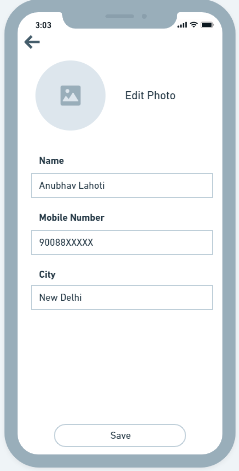 3:03
Edit Photo
Name
Anubhav Lahoti
Mobile Number
90088XXXXX
City
New Delhi
Save